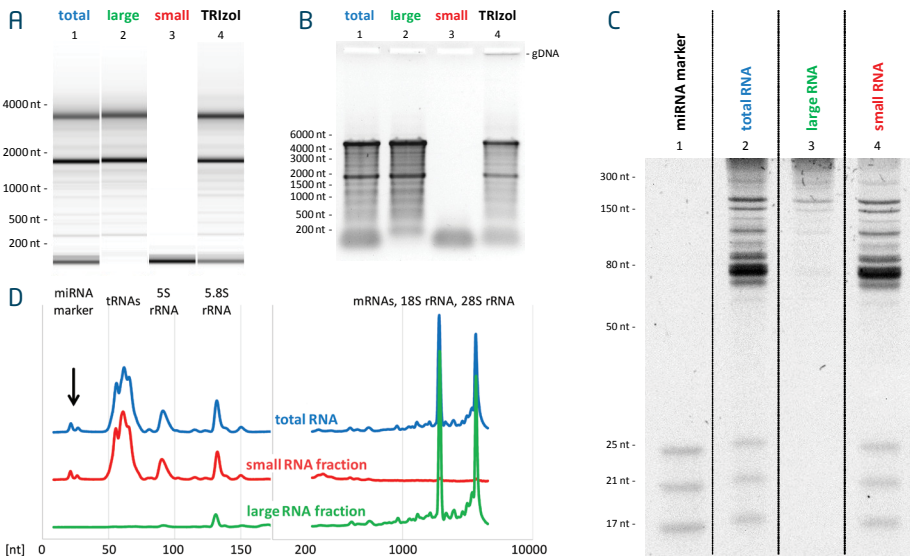 A
total large small TRIzol
1 2 3 4
4000 nt -
2000 nt -
1000 nt -
500 nt -
200 nt -
B
total large small TRIzol
1 2 3 4
- gDNA
6000 nt -
4000 nt -
3000 nt -
2000 nt -
1500 nt -
1000 nt -
500 nt -
200 nt -
C
miRNA marker
total RNA
large RNA
small RNA
1 2 3 4
300 nt -
150 nt -
80 nt -
50 nt -
25 nt -
21 nt -
17 nt -
D
miRNA
marker
tRNAs
5S
rRNA
5.8S
rRNA
mRNAs, 18S rRNA, 28S rRNA
total RNA
small RNA fraction
large RNA fraction
[nt] 0 50 100 150 200 1000 10000